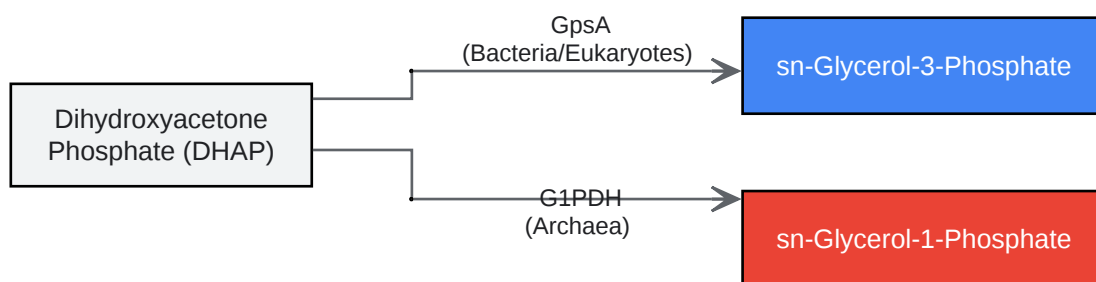 GpsA
(Bacteria/Eukaryotes)
sn-Glycerol-3-Phosphate
Dihydroxyacetone
Phosphate (DHAP)
G1PDH
(Archaea)
sn-Glycerol-1-Phosphate